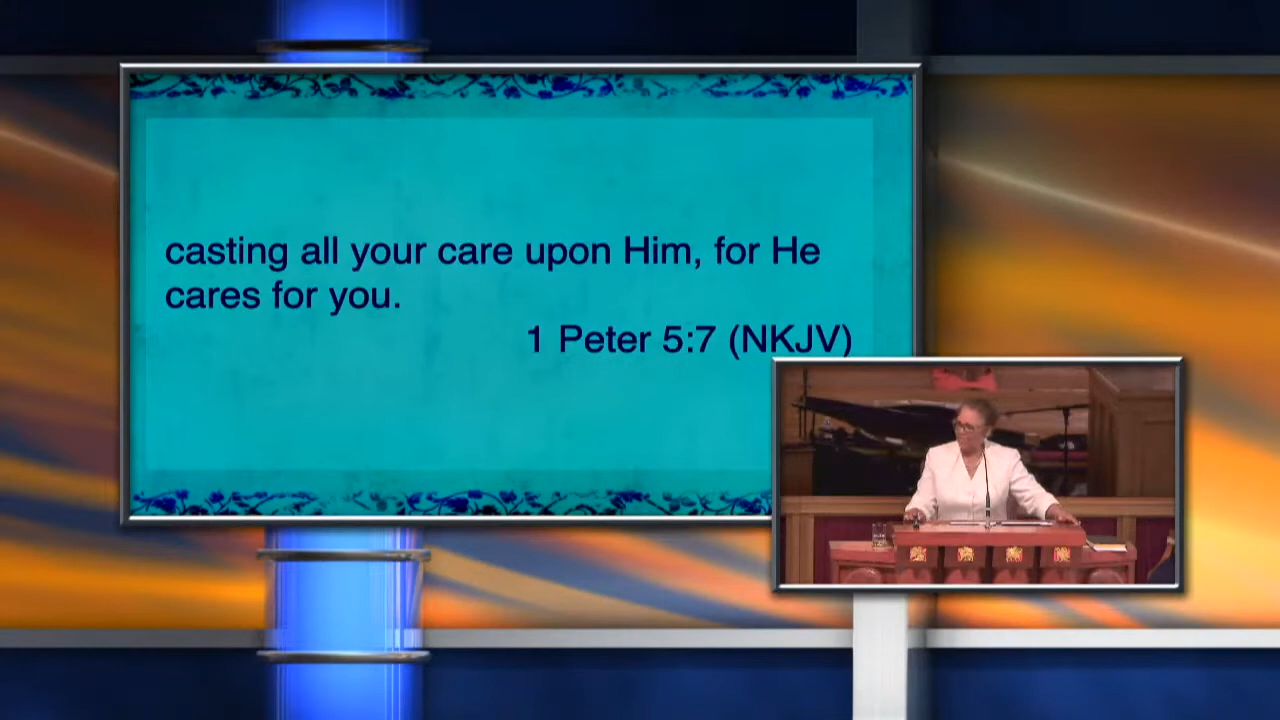 casting all your care upon Him, for He
cares for you.
1 Peter 5:7 (NKJV)